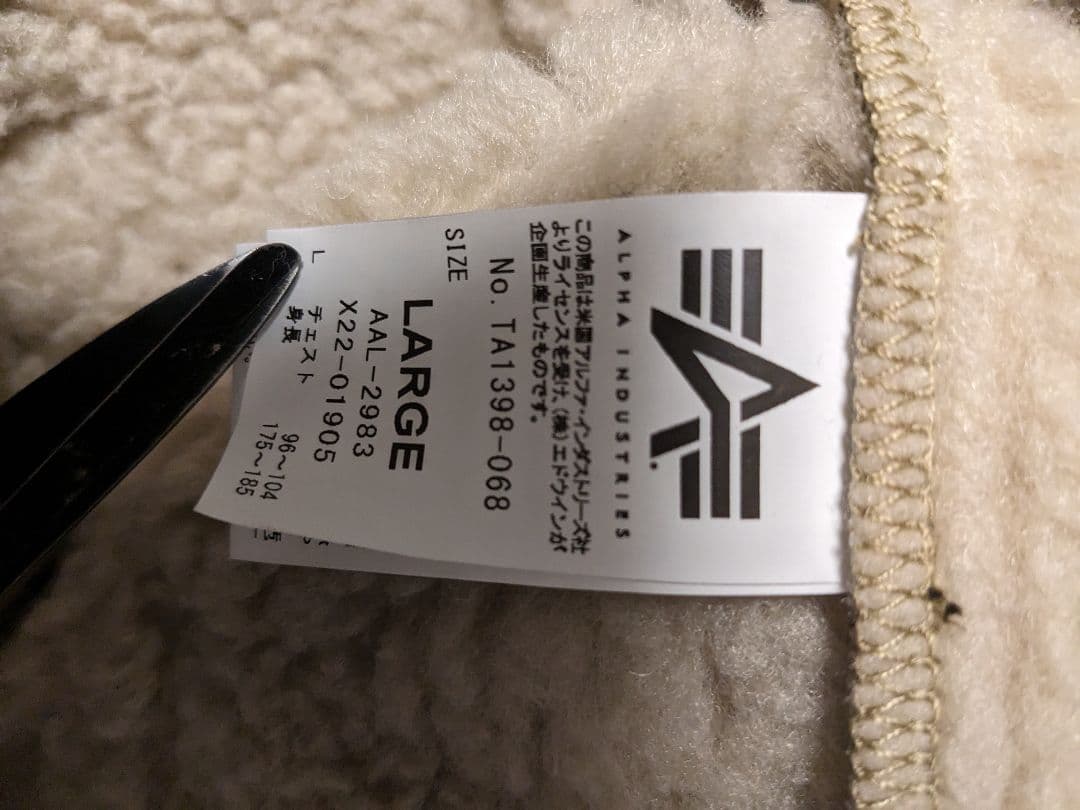 ALPHA INDUSTRIES
この商品は米国アルファ・インダストリーズ社
よりライセンスを受け、(株)エドウインが
企画生産したものです。
No. TA1398-068
SIZE
LARGE
AAL-2983
X22-01905
L チェスト 96~104
身長 175~185